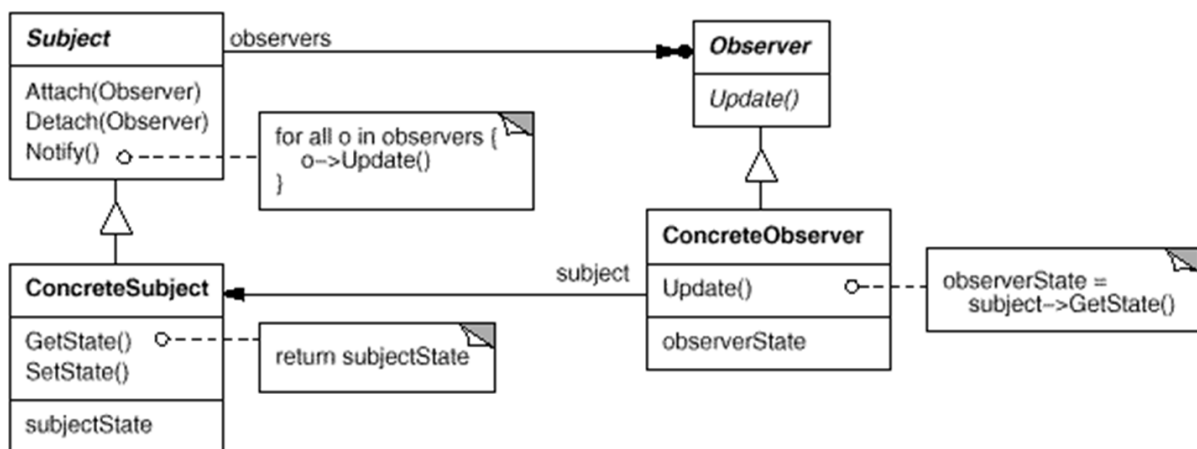 Subject
Attach(Observer)
Detach(Observer)
Notify()
observers
Observer
Update()
for all o in observers {
o->Update()
}
ConcreteSubject
GetState()
SetState()
subjectState
return subjectState
subject
ConcreteObserver
Update()
observerState
observerState =
subject->GetState()